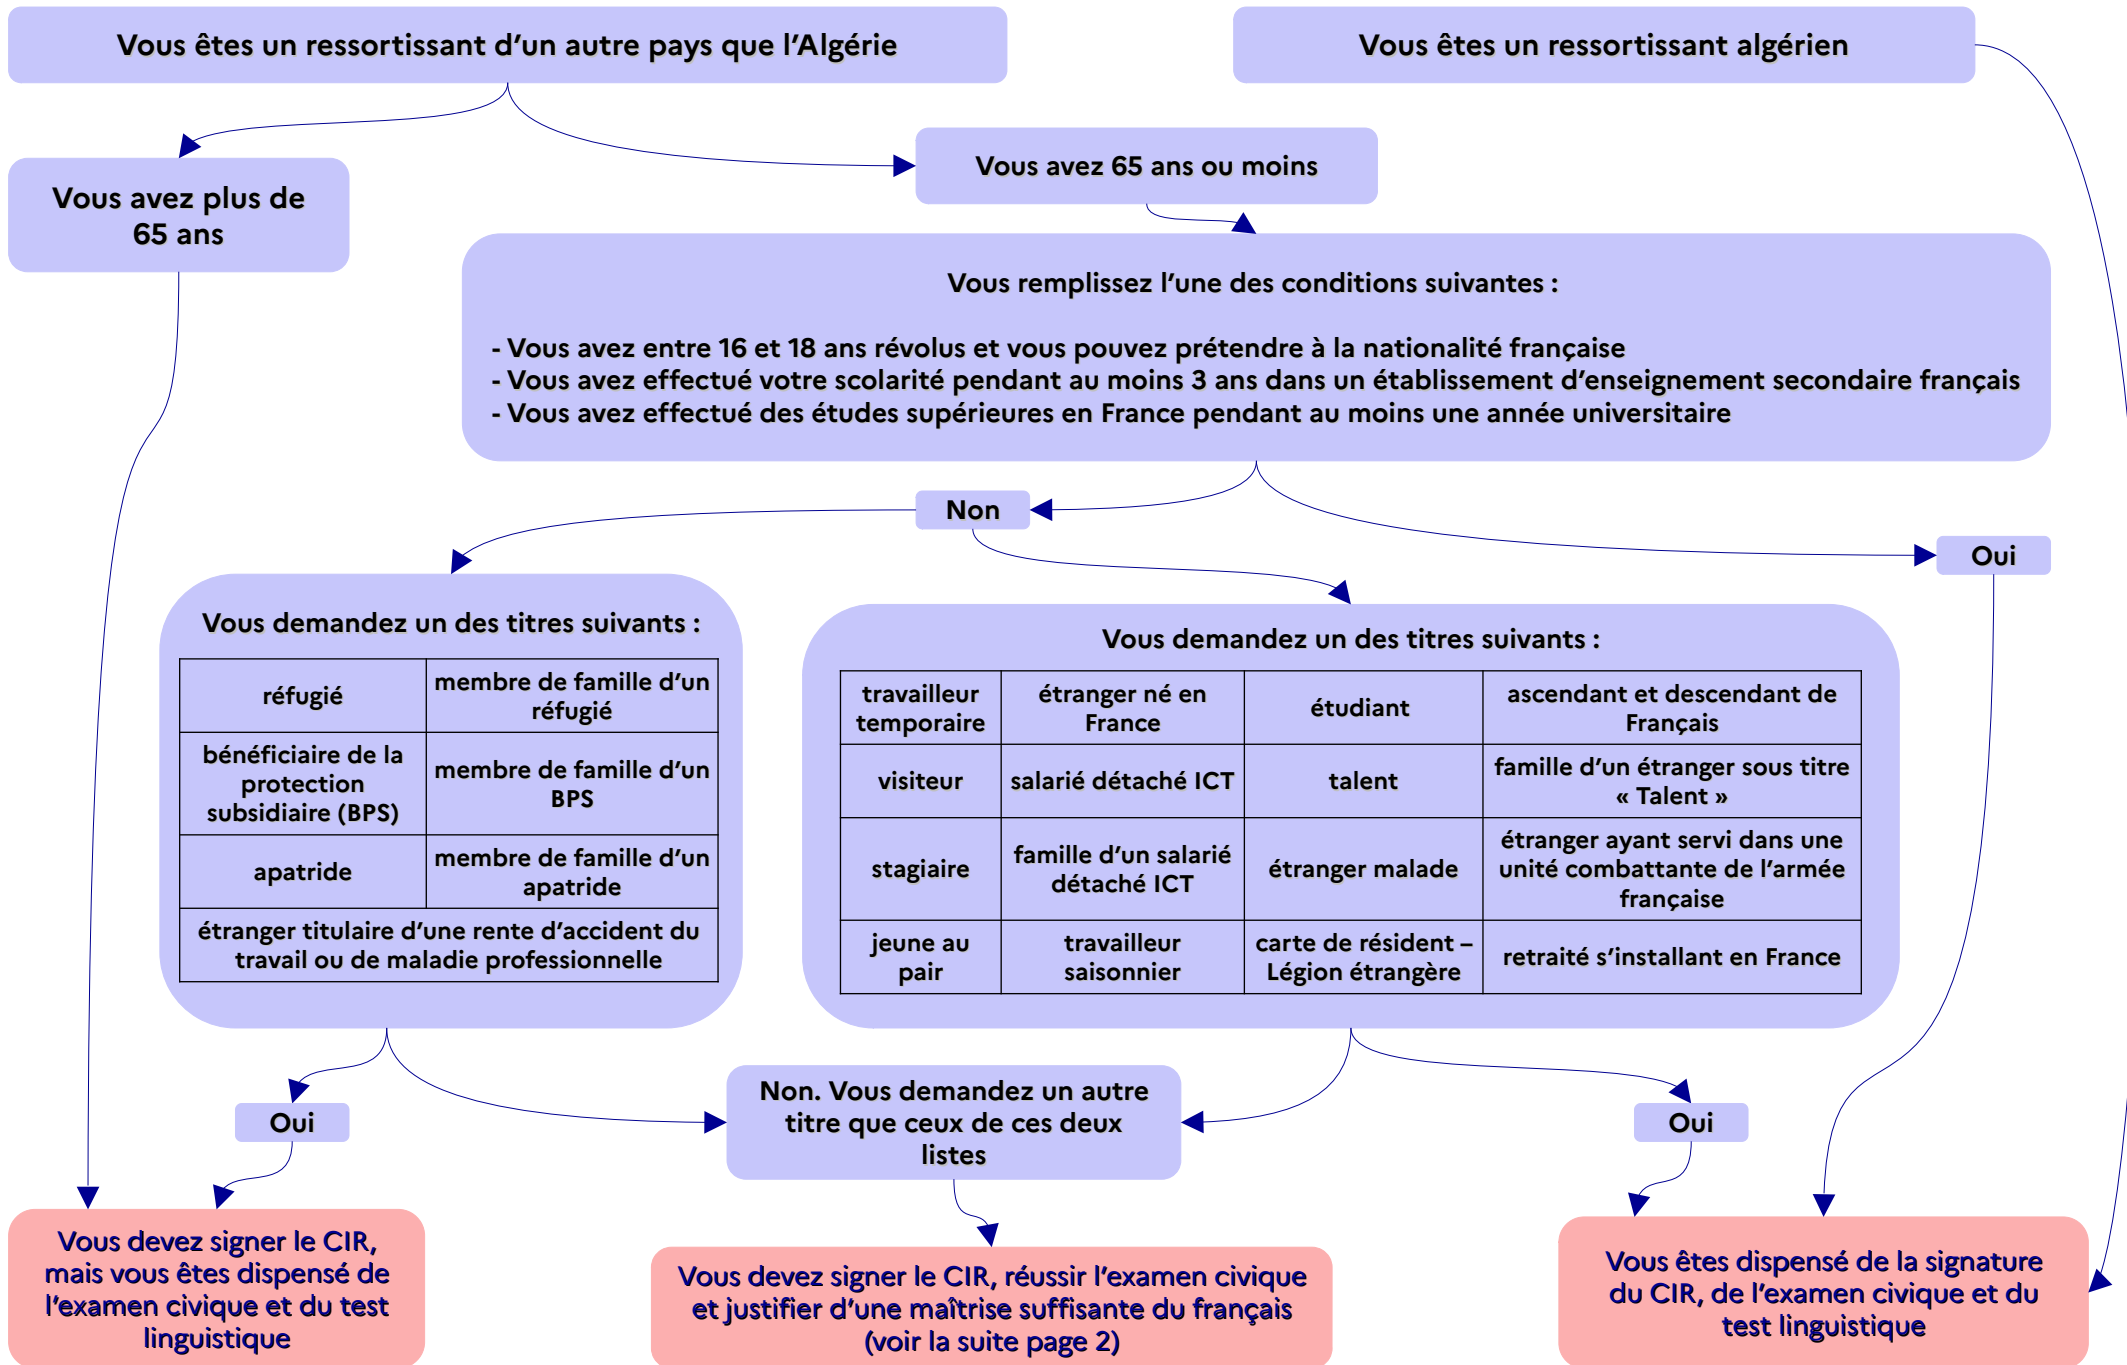 Vous êtes un ressortissant d’un autre pays que l’Algérie
Vous êtes un ressortissant algérien
Vous avez plus de
65 ans
Vous avez 65 ans ou moins
Vous remplissez l’une des conditions suivantes :
- Vous avez entre 16 et 18 ans révolus et vous pouvez prétendre à la nationalité française
- Vous avez effectué votre scolarité pendant au moins 3 ans dans un établissement d’enseignement secondaire français
- Vous avez effectué des études supérieures en France pendant au moins une année universitaire
Non
Oui
Vous demandez un des titres suivants :
réfugié
membre de famille d’un
réfugié
bénéficiaire de la
protection
subsidiaire (BPS)
membre de famille d’un
BPS
apatride
membre de famille d’un
apatride
étranger titulaire d’une rente d’accident du
travail ou de maladie professionnelle
Vous demandez un des titres suivants :
travailleur
temporaire
étranger né en
France
étudiant
ascendant et descendant de
Français
visiteur
salarié détaché ICT
talent
famille d’un étranger sous titre
« Talent »
stagiaire
famille d’un salarié
détaché ICT
étranger malade
étranger ayant servi dans une
unité combattante de l’armée
française
jeune au
pair
travailleur
saisonnier
carte de résident –
Légion étrangère
retraité s’installant en France
Oui
Non. Vous demandez un autre
titre que ceux de ces deux
listes
Oui
Vous devez signer le CIR,
mais vous êtes dispensé de
l’examen civique et du test
linguistique
Vous devez signer le CIR, réussir l’examen civique
et justifier d’une maîtrise suffisante du français
(voir la suite page 2)
Vous êtes dispensé de la signature
du CIR, de l’examen civique et du
test linguistique